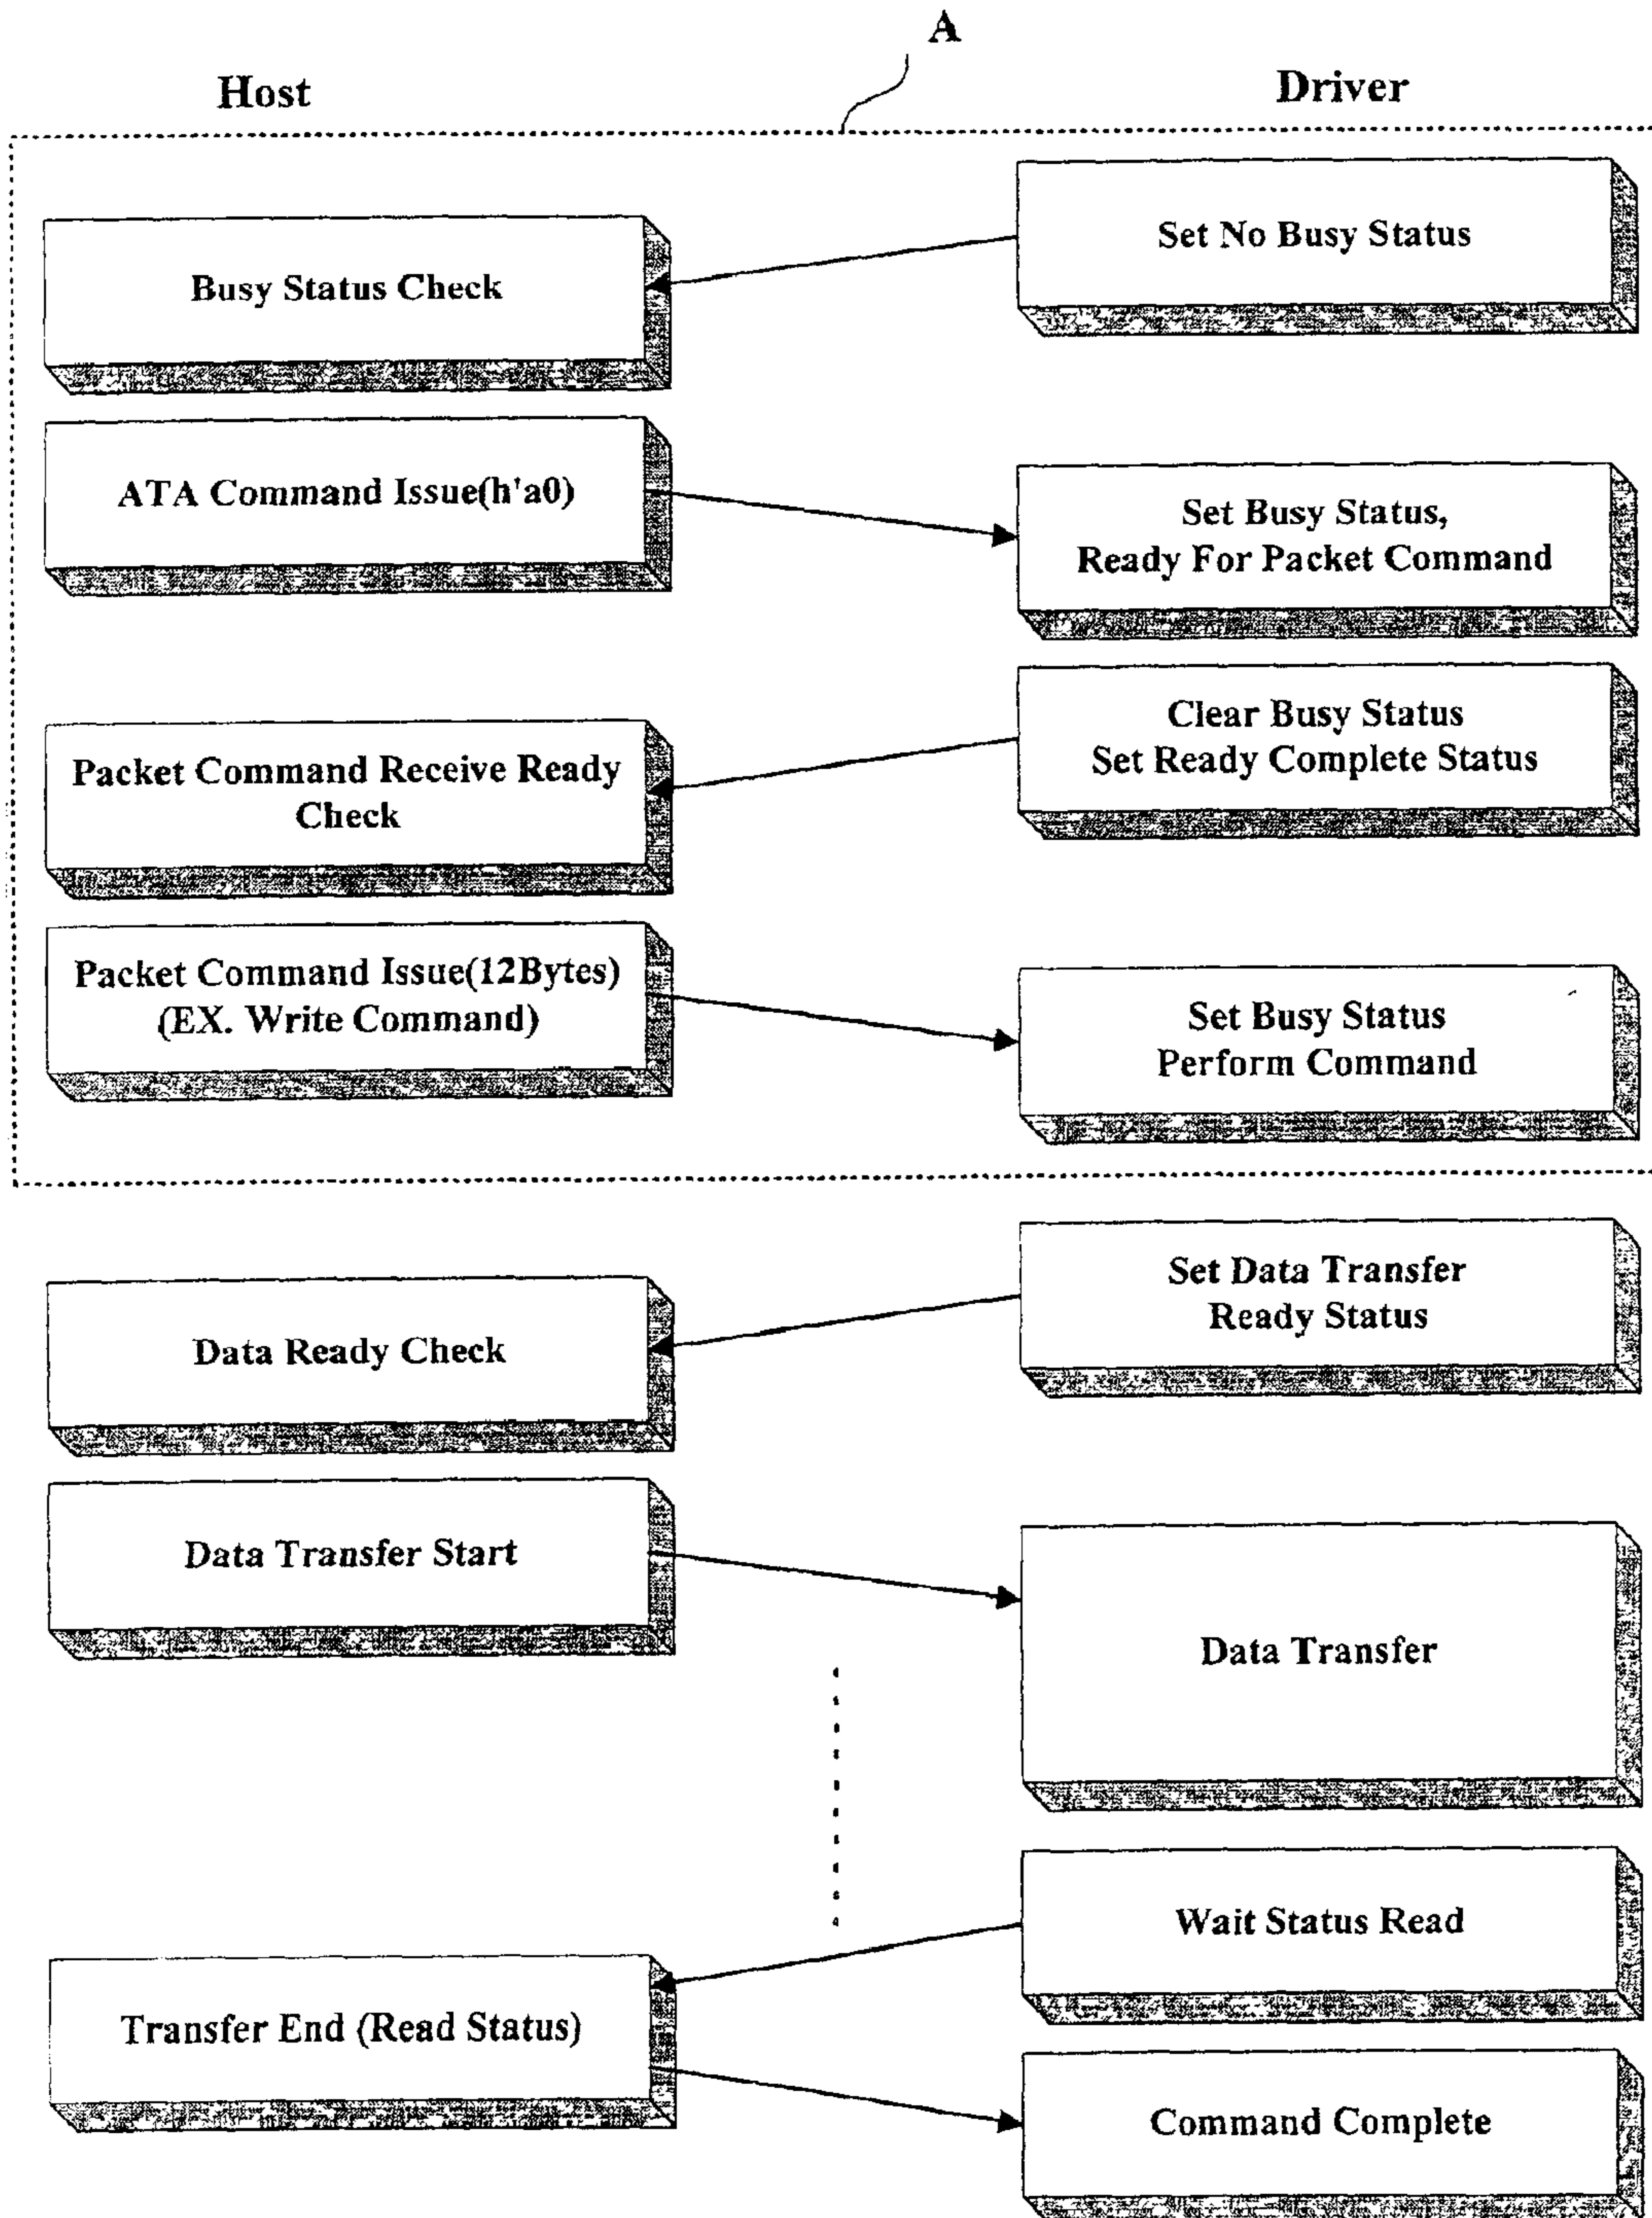 A
Host
Driver
Set No Busy Status
Busy Status Check
ATA Command Issue(h'a0)
Set Busy Status,
Ready For Packet Command
Clear Busy Status
Set Ready Complete Status
Packet Command Receive Ready
Check
Packet Command Issue(12Bytes)
(EX. Write Command)
Set Busy Status
Perform Command
Set Data Transfer
Ready Status
Data Ready Check
Data Transfer Start
Data Transfer
Wait Status Read
Transfer End (Read Status)
Command Complete